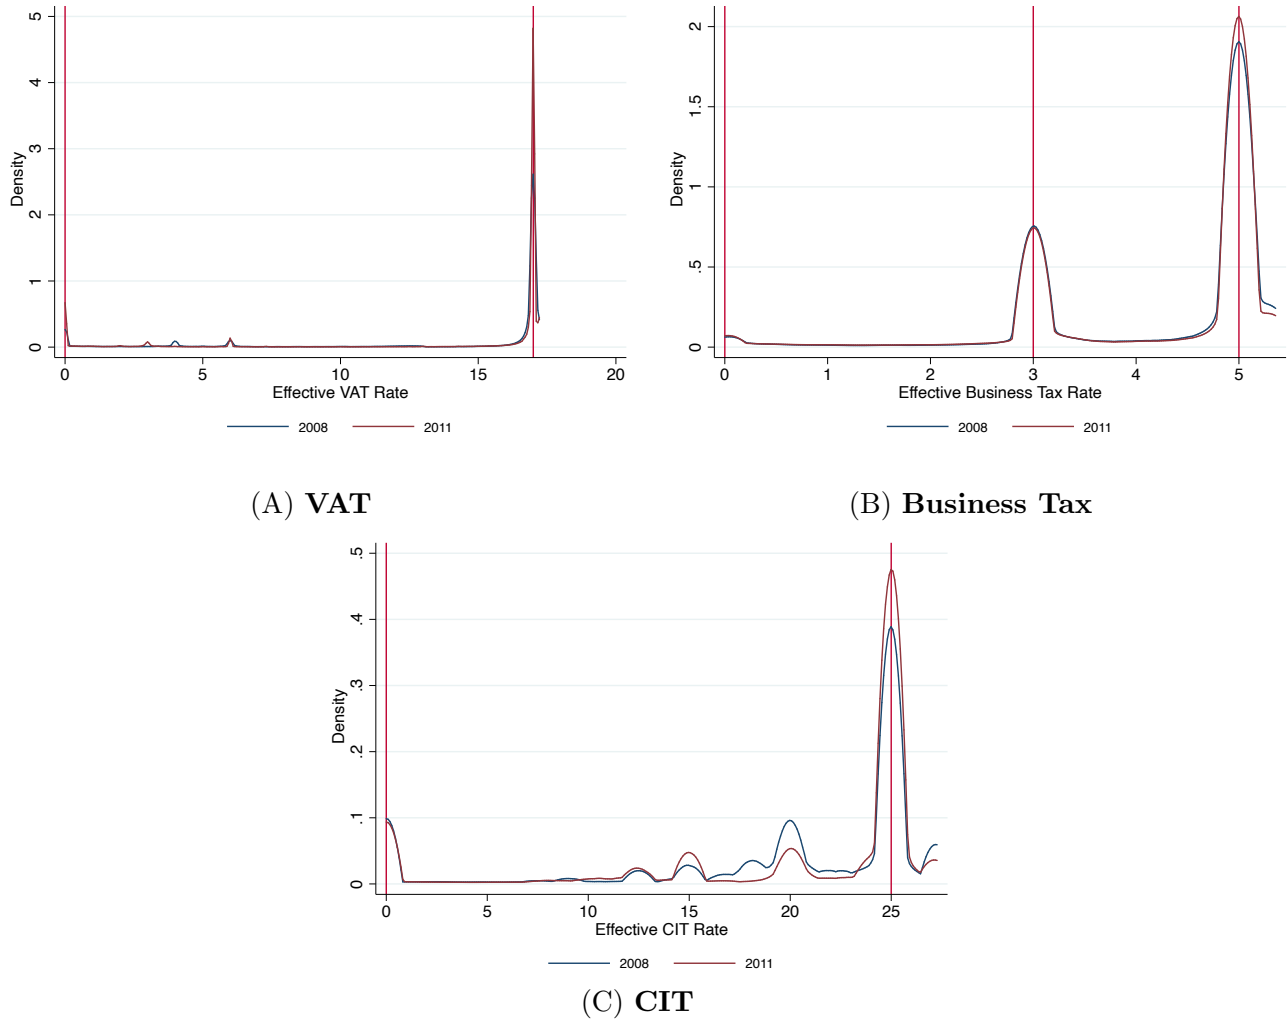 5
4
3
2
1
0
Density
0 5 10 15 20
Effective VAT Rate
2008 2011
(A) VAT
2
1.5
1
.5
0
Density
0 1 2 3 4 5
Effective Business Tax Rate
2008 2011
(B) Business Tax
.5
.4
.3
.2
.1
0
Density
0 5 10 15 20 25
Effective CIT Rate
2008 2011
(C) CIT